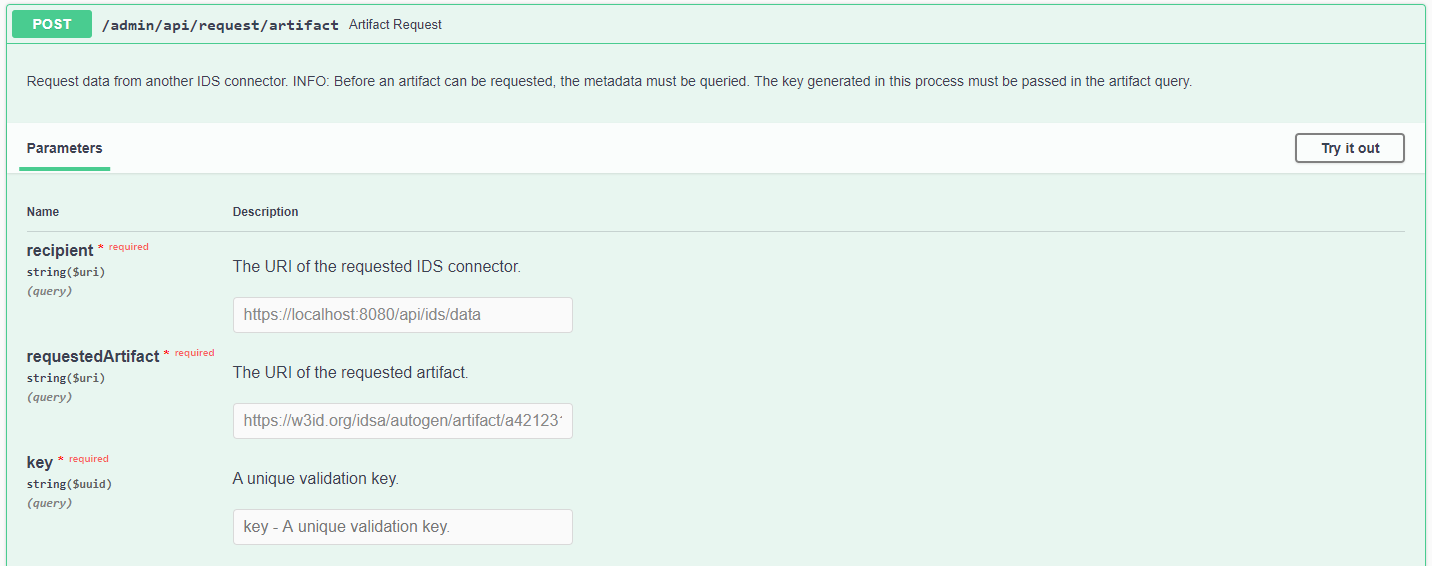 POST /admin/api/request/artifact Artifact Request
Request data from another IDS connector. INFO: Before an artifact can be requested, the metadata must be queried. The key generated in this process must be passed in the artifact query.
Parameters
Try it out
Name Description
recipient * required
string($uri)
(query)
The URI of the requested IDS connector.
https://localhost:8080/api/ids/data
requestedArtifact * required
string($uri)
(query)
The URI of the requested artifact.
https://w3id.org/idsa/autogen/artifact/a421231
key * required
string($uuid)
(query)
A unique validation key.
key - A unique validation key.